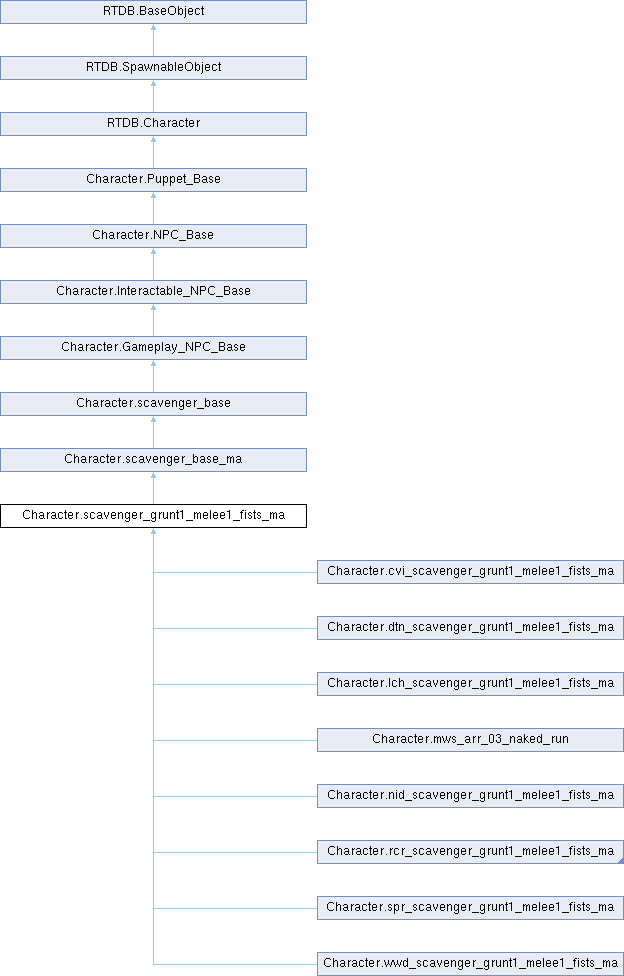 RTDB.BaseObject
RTDB.SpawnableObject
RTDB.Character
Character.Puppet_Base
Character.NPC_Base
Character.Interactable_NPC_Base
Character.Gameplay_NPC_Base
Character.scavenger_base
Character.scavenger_base_ma
Character.scavenger_grunt1_melee1_fists_ma
Character.cvi_scavenger_grunt1_melee1_fists_ma
Character.dtn_scavenger_grunt1_melee1_fists_ma
Character.lch_scavenger_grunt1_melee1_fists_ma
Character.mws_arr_03_naked_run
Character.nid_scavenger_grunt1_melee1_fists_ma
Character.rcr_scavenger_grunt1_melee1_fists_ma
Character.spr_scavenger_grunt1_melee1_fists_ma
Character.wwd_scavenger_grunt1_melee1_fists_ma